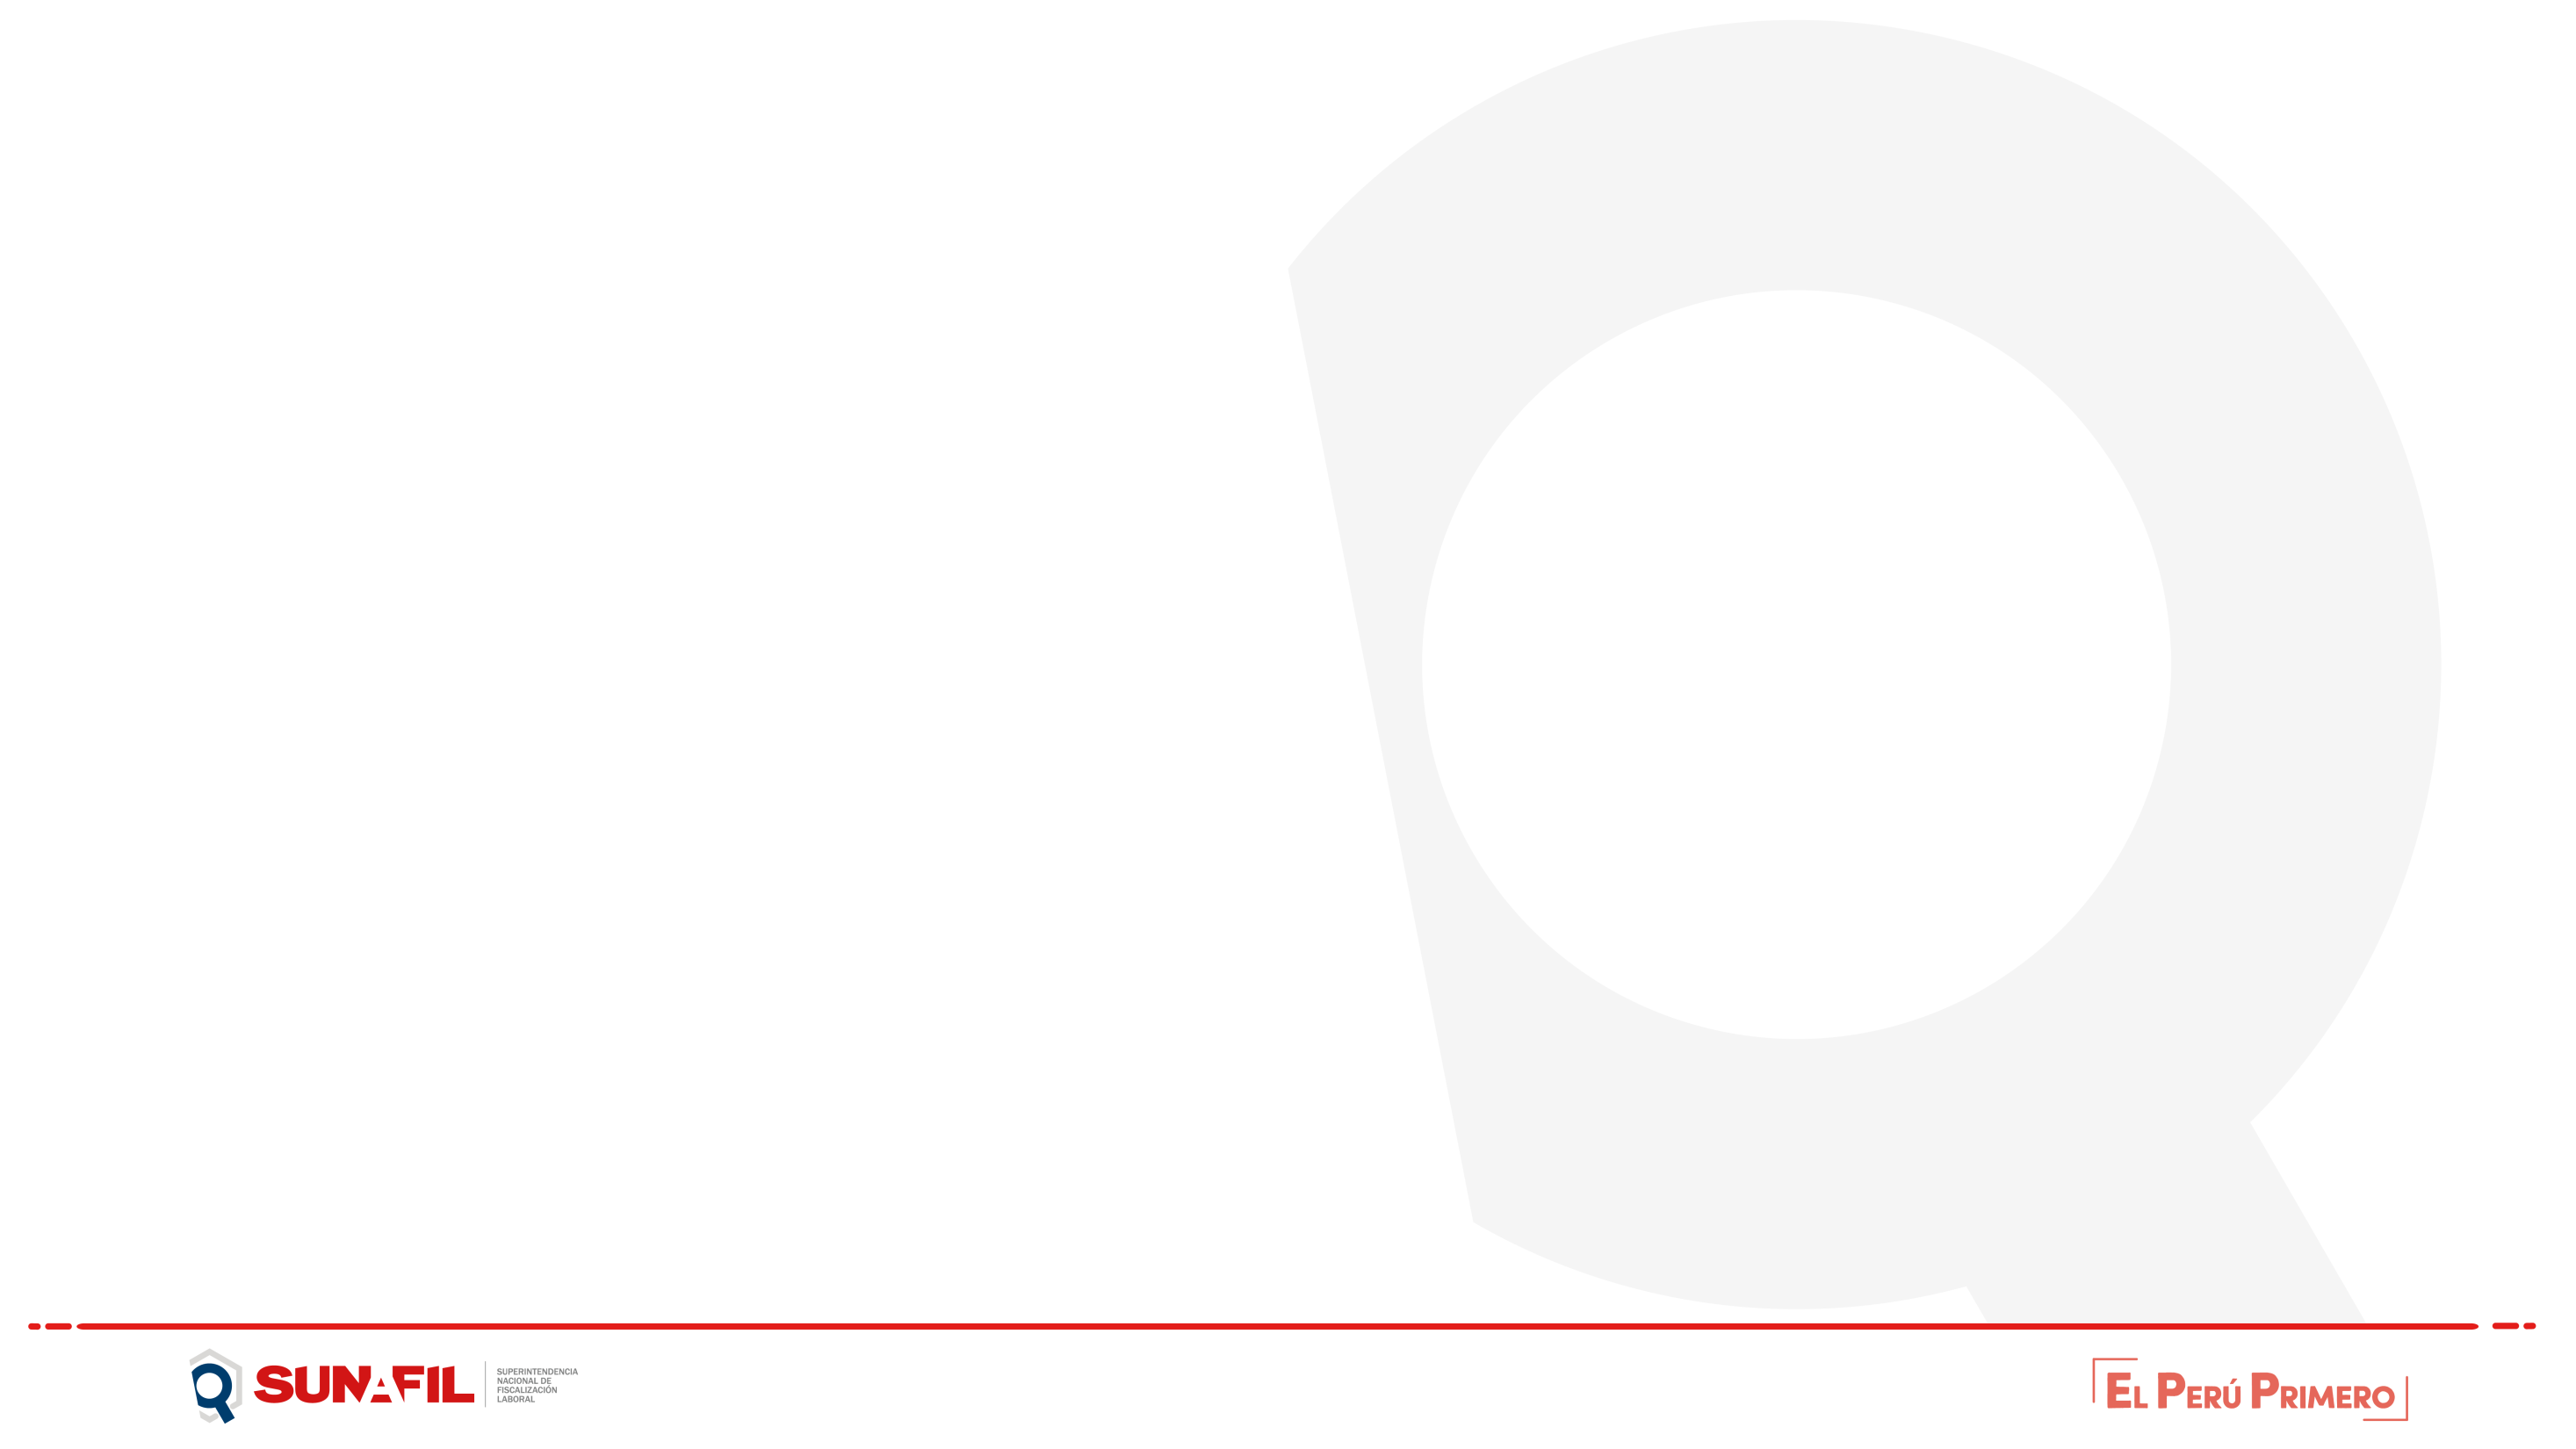 SUNAFIL
SUPERINTENDENCIA
NACIONAL DE
FISCALIZACIÓN
LABORAL
EL PERÚ PRIMERO